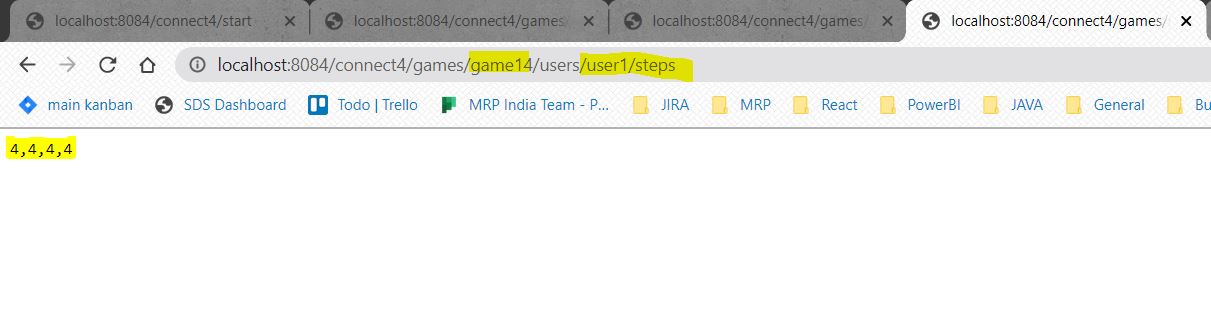 localhost:8084/connect4/start
localhost:8084/connect4/games/
localhost:8084/connect4/games/
localhost:8084/connect4/games/
localhost:8084/connect4/games/game14/users/user1/steps
main kanban SDS Dashboard Todo | Trello MRP India Team - P... JIRA MRP React PowerBI JAVA General Bu
4,4,4,4